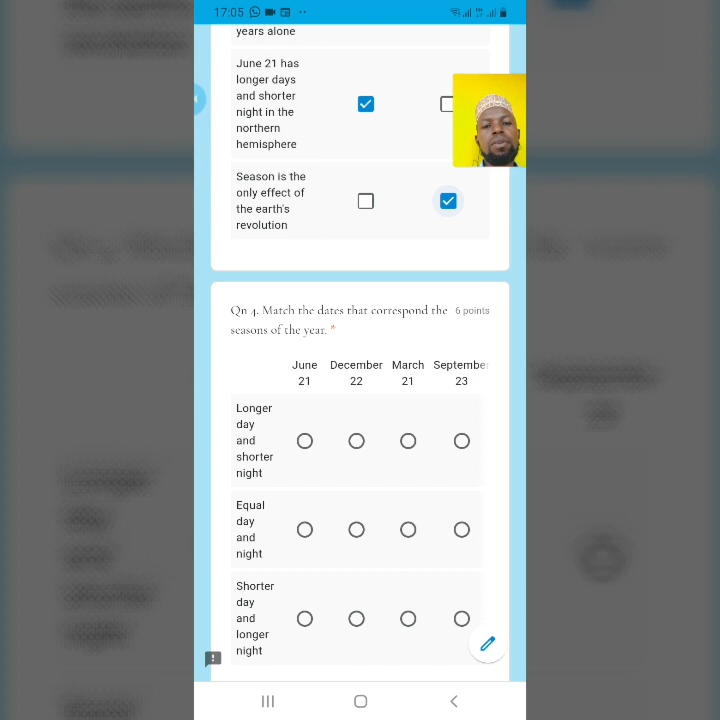 17:05
years alone
June 21 has
longer days
and shorter
night in the
northern
hemisphere
Season is the
only effect of
the earth's
revolution
Qn 4. Match the dates that correspond the 6 points
seasons of the year. *
June December March September
21 22 21 23
Longer
day
and
shorter
night
Equal
day
and
night
Shorter
day
and
longer
night